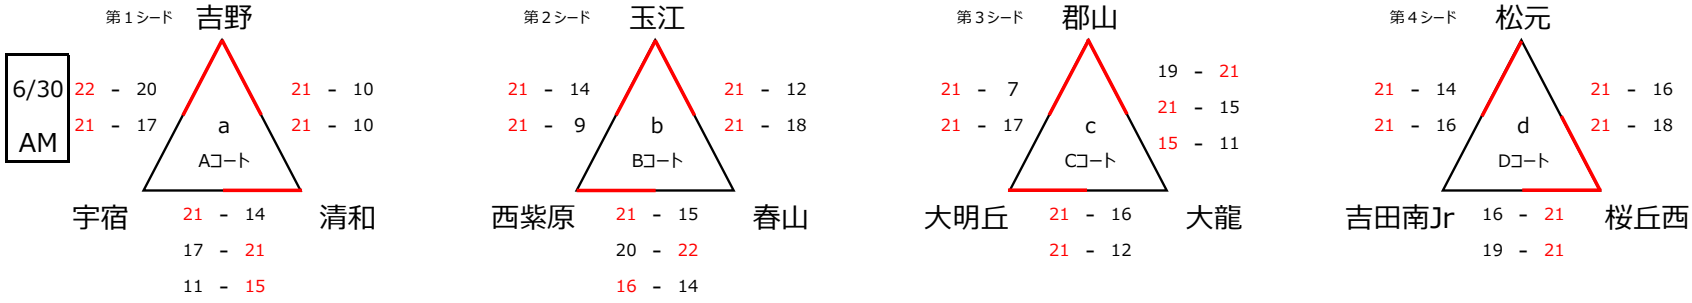 第1シード 吉野
6/30
AM
22 - 20
21 - 17
21 - 10
21 - 10
a
Aコート
宇宿
清和
21 - 14
17 - 21
11 - 15
第2シード 玉江
21 - 14
21 - 9
21 - 12
21 - 18
b
Bコート
西紫原
春山
21 - 15
20 - 22
16 - 14
第3シード 郡山
21 - 7
21 - 17
19 - 21
21 - 15
15 - 11
c
Cコート
大明丘
大龍
21 - 16
21 - 12
第4シード 松元
21 - 14
21 - 16
21 - 16
21 - 18
d
Dコート
吉田南Jr
桜丘西
16 - 21
19 - 21